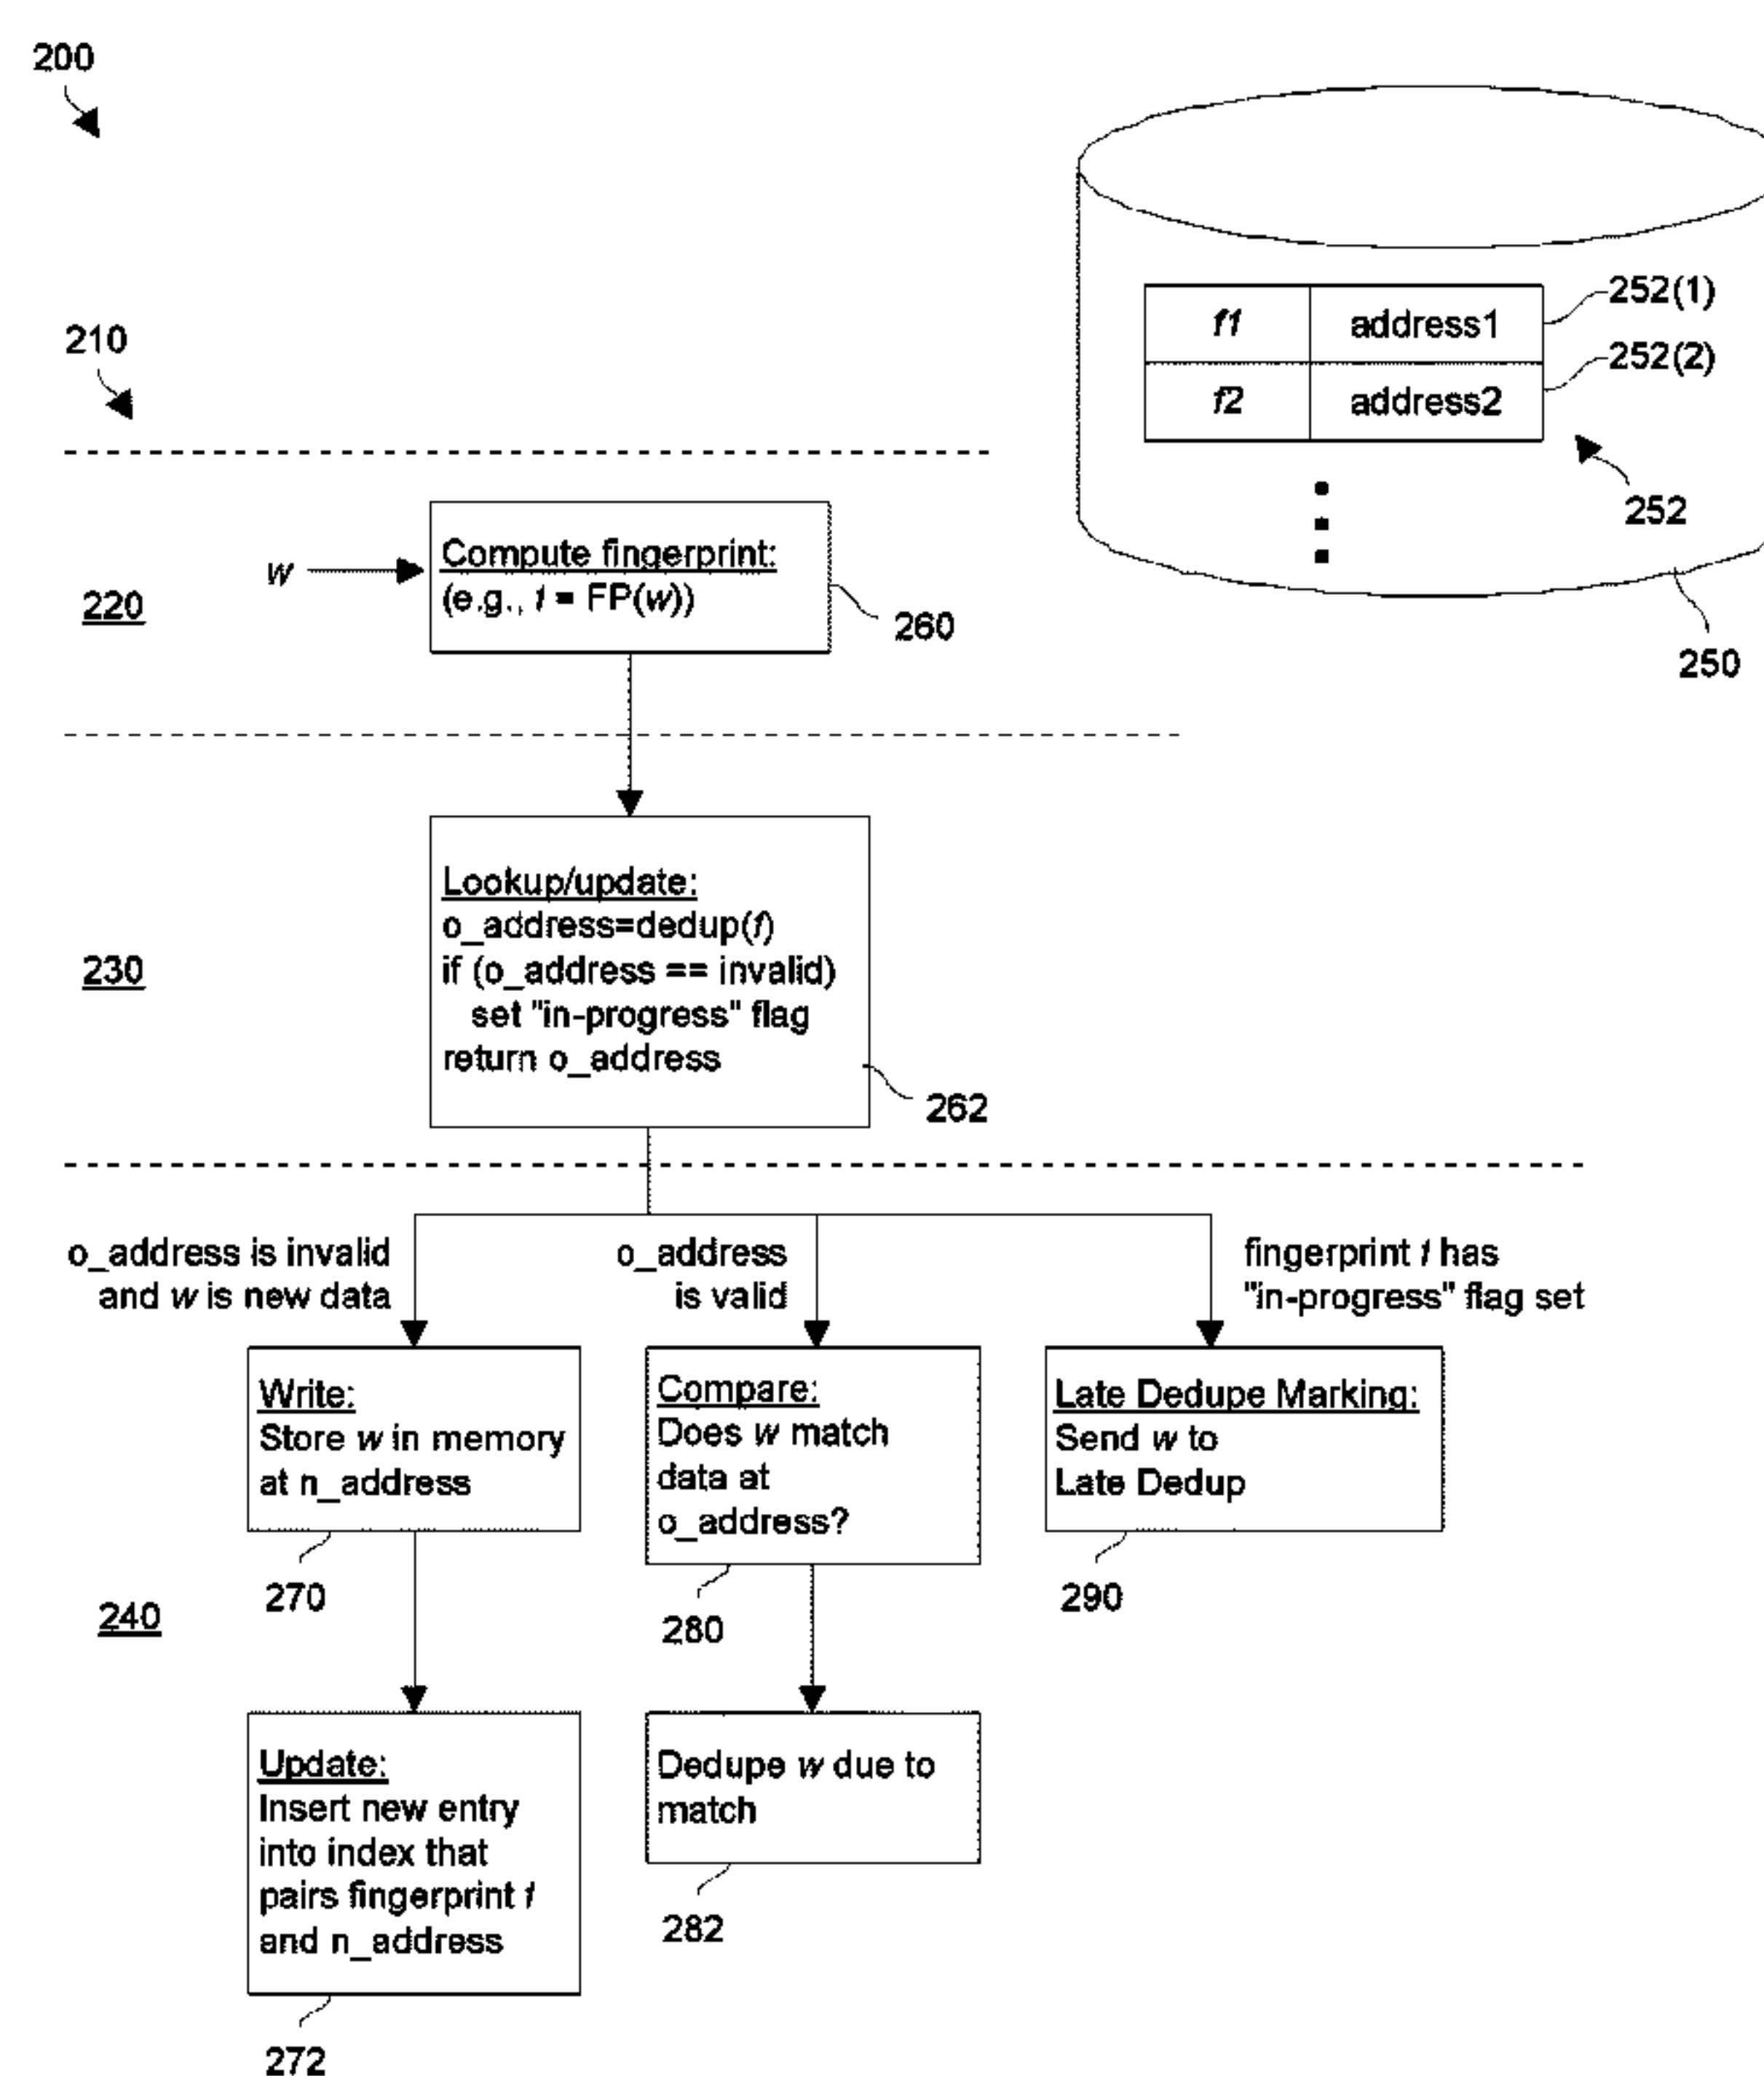 200
210
f1 address1
252(1)
f2 address2
252(2)
252
250
220
w
Compute fingerprint:
(e.g., f = FP(w))
260
230
Lookup/update:
o_address=dedup(f)
if (o_address == invalid)
set "in-progress" flag
return o_address
262
o_address is invalid
and w is new data
o_address
is valid
fingerprint f has
"in-progress" flag set
240
Write:
Store w in memory
at n_address
270
Compare:
Does w match
data at
o_address?
280
Late Dedupe Marking:
Send w to
Late Dedup
290
Update:
Insert new entry
into index that
pairs fingerprint f
and n_address
272
Dedupe w due to
match
282